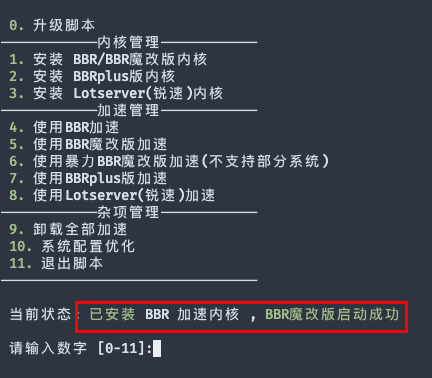 0. 升级脚本
————————————内核管理————————————
1. 安装 BBR/BBR魔改版内核
2. 安装 BBRplus版内核
3. 安装 Lotserver(锐速)内核
————————————加速管理————————————
4. 使用BBR加速
5. 使用BBR魔改版加速
6. 使用暴力BBR魔改版加速(不支持部分系统)
7. 使用BBRplus版加速
8. 使用Lotserver(锐速)加速
————————————杂项管理————————————
9. 卸载全部加速
10. 系统配置优化
11. 退出脚本
————————————————————————————————
当前状态: 已安装 BBR 加速内核 , BBR魔改版启动成功
请输入数字 [0-11]: